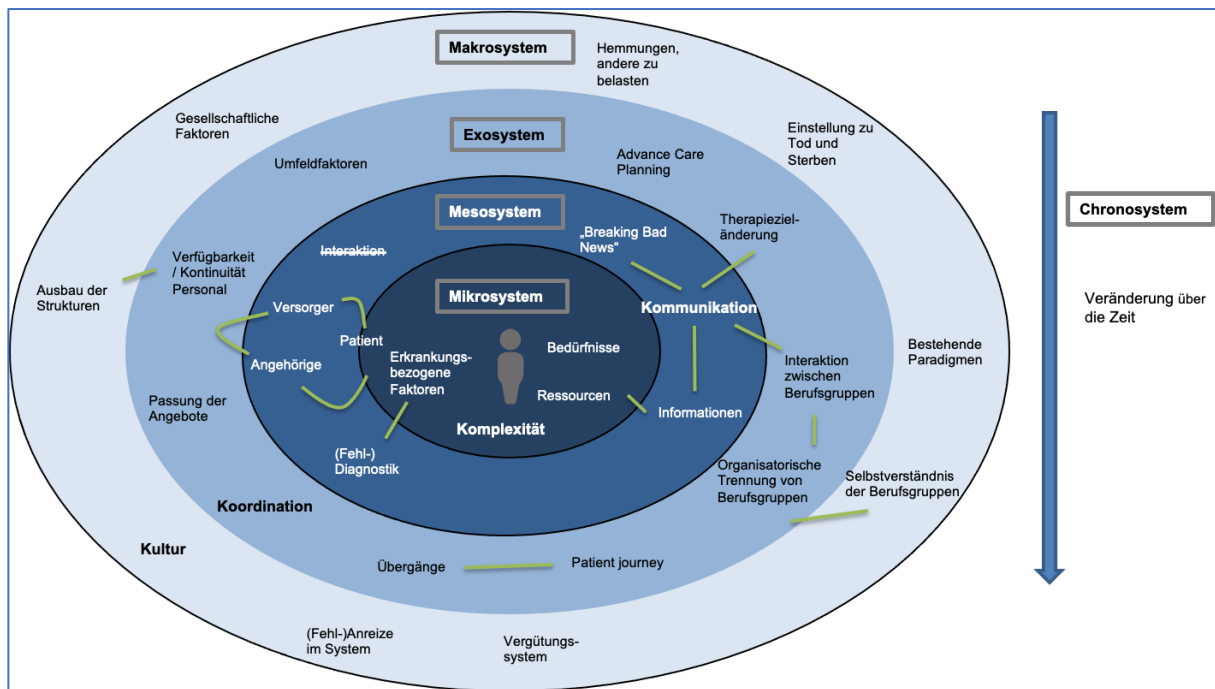 Makrosystem
Hemmungen,
andere zu
belasten
Gesellschaftliche
Faktoren
Exosystem
Einstellung zu
Tod und
Sterben
Umfeldfaktoren
Advance Care
Planning
Mesosystem
Therapieziel-
änderung
„Breaking Bad
News“
Interaktion
Chronosystem
Verfügbarkeit
/ Kontinuität
Personal
Ausbau der
Strukturen
Mikrosystem
Kommunikation
Versorger
Veränderung über
die Zeit
Patient
Bedürfnisse
Bestehende
Paradigmen
Angehörige
Erkrankungs-
bezogene
Faktoren
Interaktion
zwischen
Berufsgruppen
Ressourcen
Passung der
Angebote
Informationen
Komplexität
(Fehl-)
Diagnostik
Organisatorische
Trennung von
Berufsgruppen
Selbstverständnis
der Berufsgruppen
Koordination
Kultur
Übergänge
Patient journey
(Fehl-)Anreize
im System
Vergütungs-
system